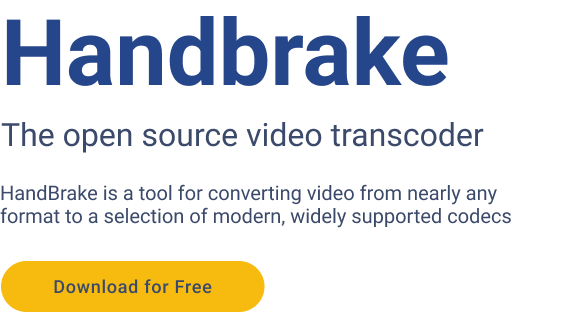 Handbrake
The open source video transcoder
HandBrake is a tool for converting video from nearly any
format to a selection of modern, widely supported codecs
Download for Free